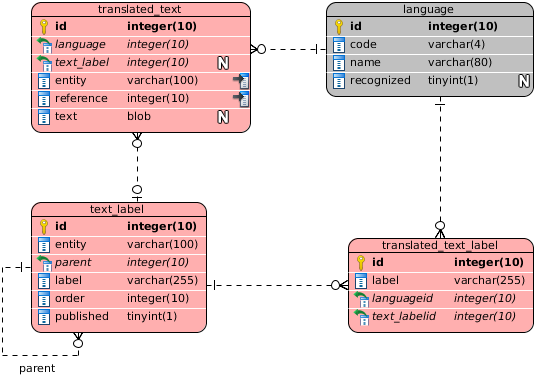 translated_text
id integer(10)
language integer(10)
text_label integer(10) N
entity varchar(100)
reference integer(10)
text blob N
language
id integer(10)
code varchar(4)
name varchar(80)
recognized tinyint(1) N
text_label
id integer(10)
entity varchar(100)
parent integer(10)
label varchar(255)
order integer(10)
published tinyint(1)
parent
translated_text_label
id integer(10)
label varchar(255)
languageid integer(10)
text_labelid integer(10)